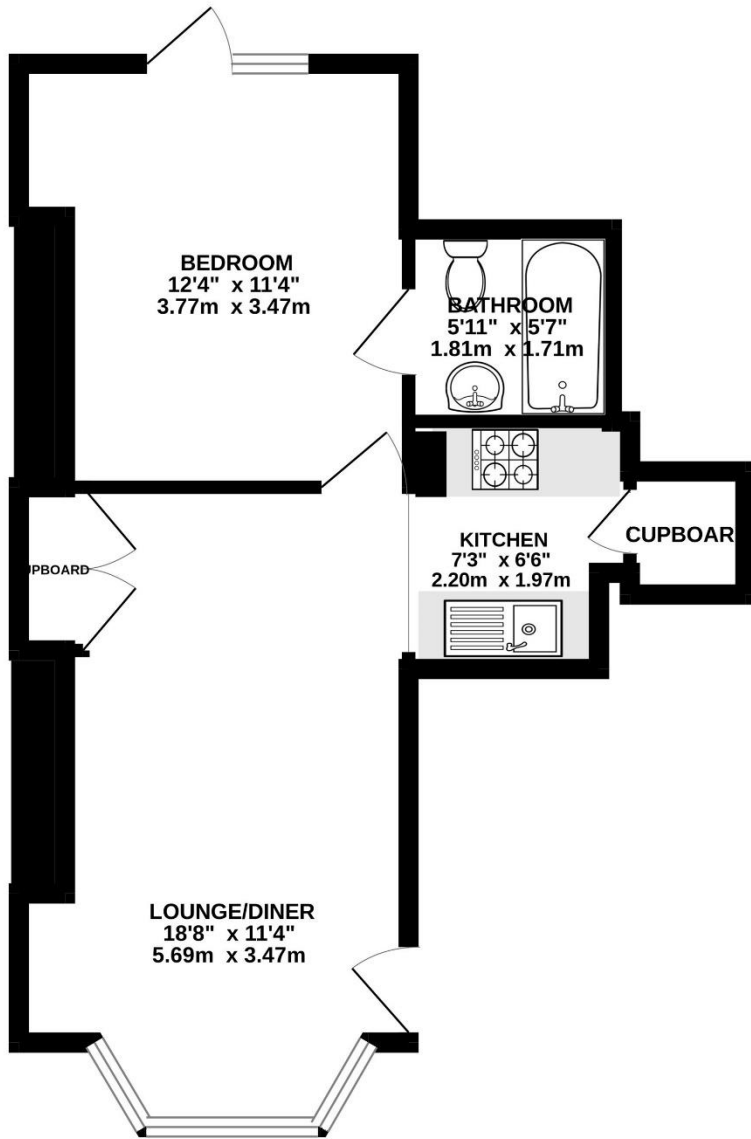 BEDROOM
12'4" x 11'4"
3.77m x 3.47m
BATHROOM
5'11" x 5'7"
1.81m x 1.71m
KITCHEN
7'3" x 6'6"
2.20m x 1.97m
CUPBOAR
UPBOARD
LOUNGE/DINER
18'8" x 11'4"
5.69m x 3.47m